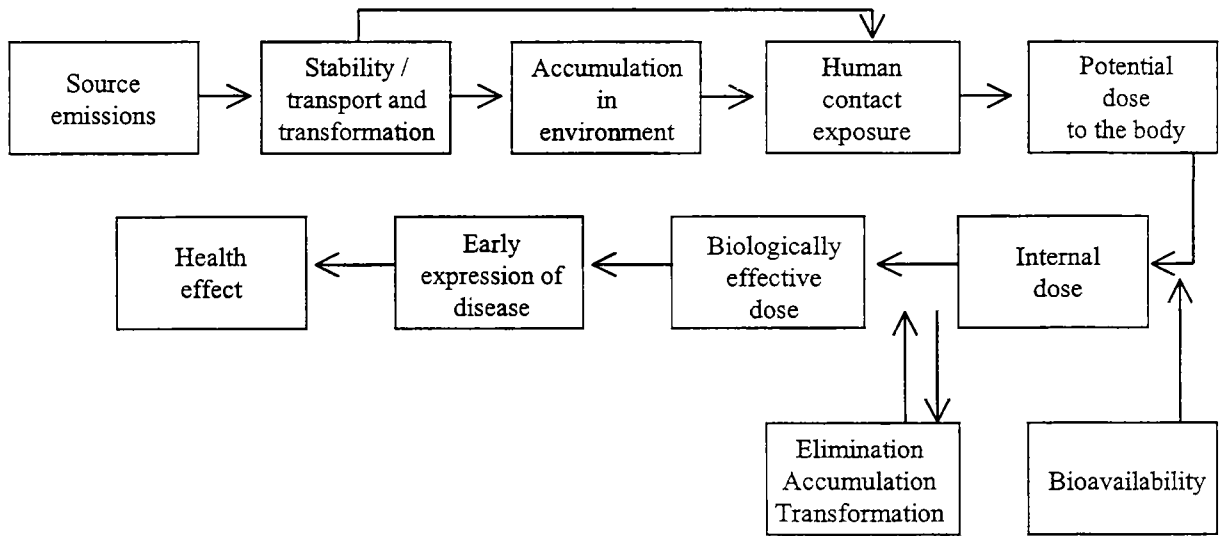 Source
emissions
Stability /
transport and
transformation
Accumulation
in
environment
Human
contact
exposure
Potential
dose
to the body
Health
effect
Early
expression of
disease
Biologically
effective
dose
Internal
dose
Elimination
Accumulation
Transformation
Bioavailability